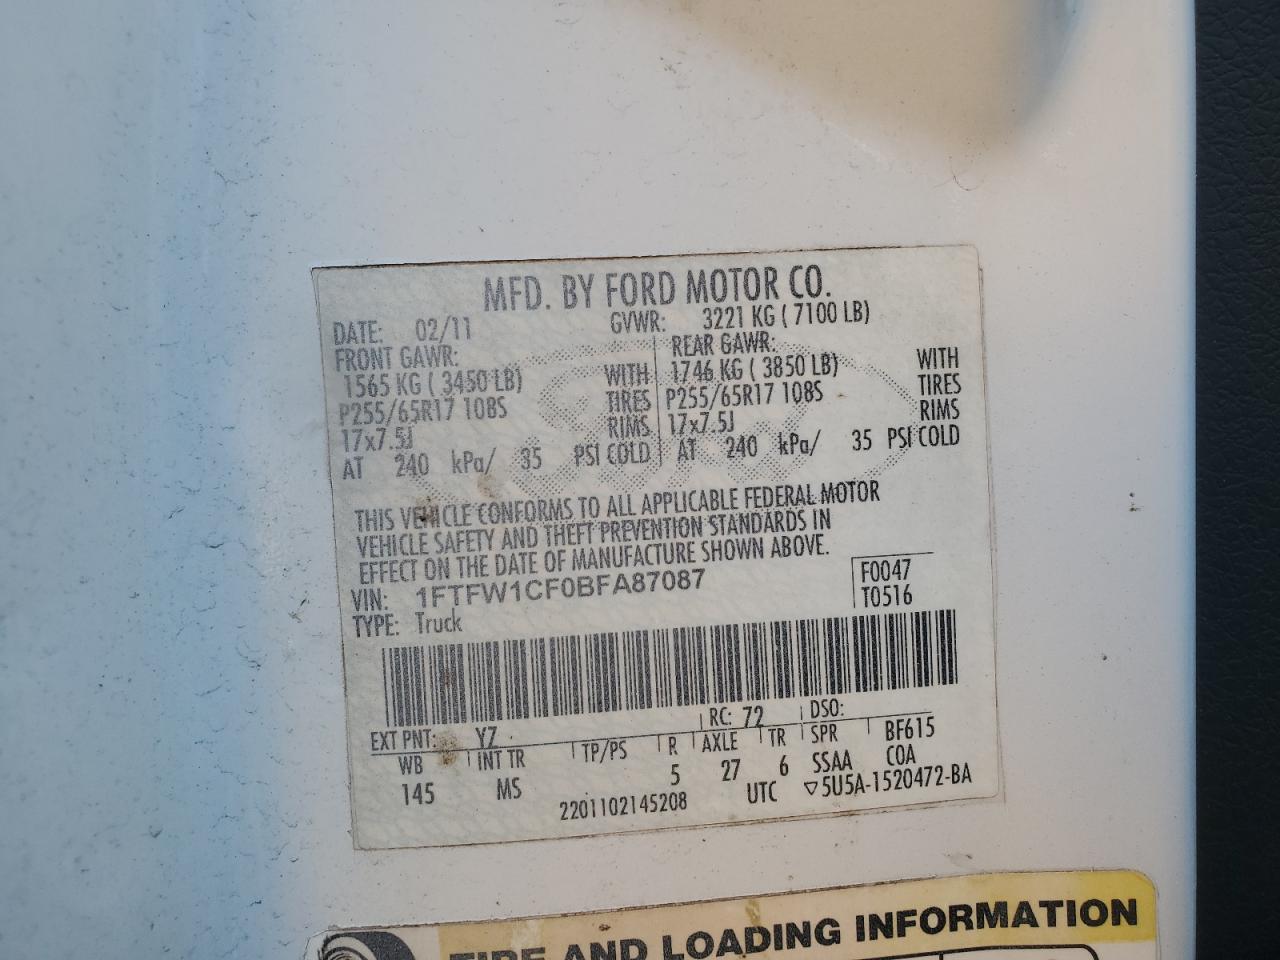 MFD. BY FORD MOTOR CO.
DATE: 02/11 GVWR: 3221 KG ( 7100 LB)
FRONT GAWR: REAR GAWR:
1565 KG ( 3450 LB) WITH 1746 KG ( 3850 LB) WITH
P255/65R17 108S TIRES P255/65R17 108S TIRES
17x7.5J RIMS 17x7.5J RIMS
AT 240 kPa/ 35 PSI COLD AT 240 kPa/ 35 PSI COLD
THIS VEHICLE CONFORMS TO ALL APPLICABLE FEDERAL MOTOR
VEHICLE SAFETY AND THEFT PREVENTION STANDARDS IN
EFFECT ON THE DATE OF MANUFACTURE SHOWN ABOVE.
VIN: 1FTFW1CF0BFA87087 F0047
TYPE: Truck T0516
EXT PNT: YZ RC: 72 DSO:
WB INT TR TP/PS R AXLE TR SPR BF615
145 MS 5 27 6 SSAA COA
2201102145208 UTC ▽5U5A-1520472-BA
TIRE AND LOADING INFORMATION